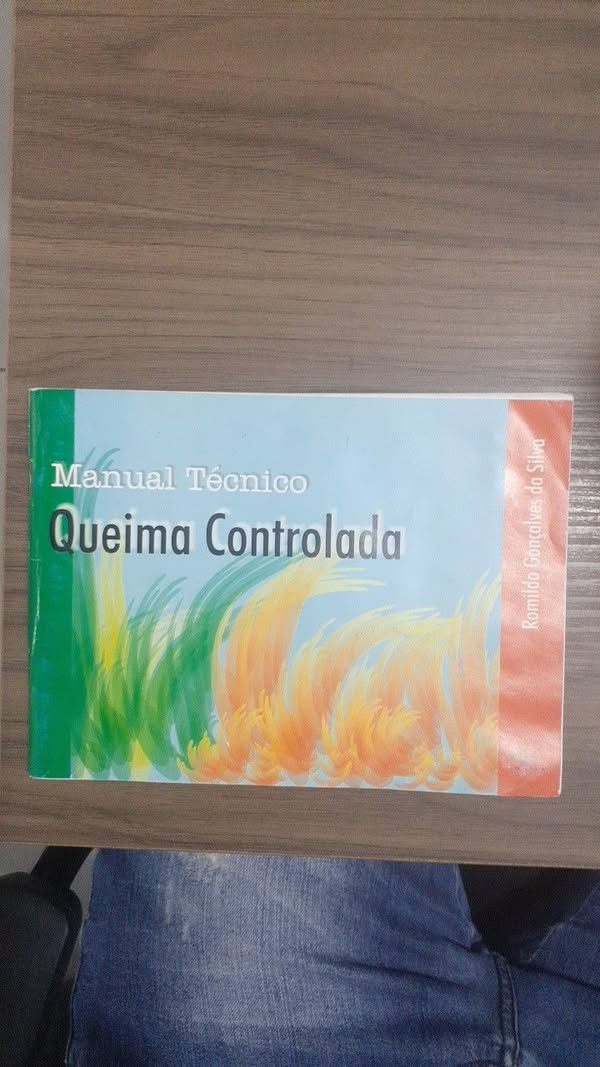 Manual Técnico
Queima Controlada
Romildo Gonçalves da Silva